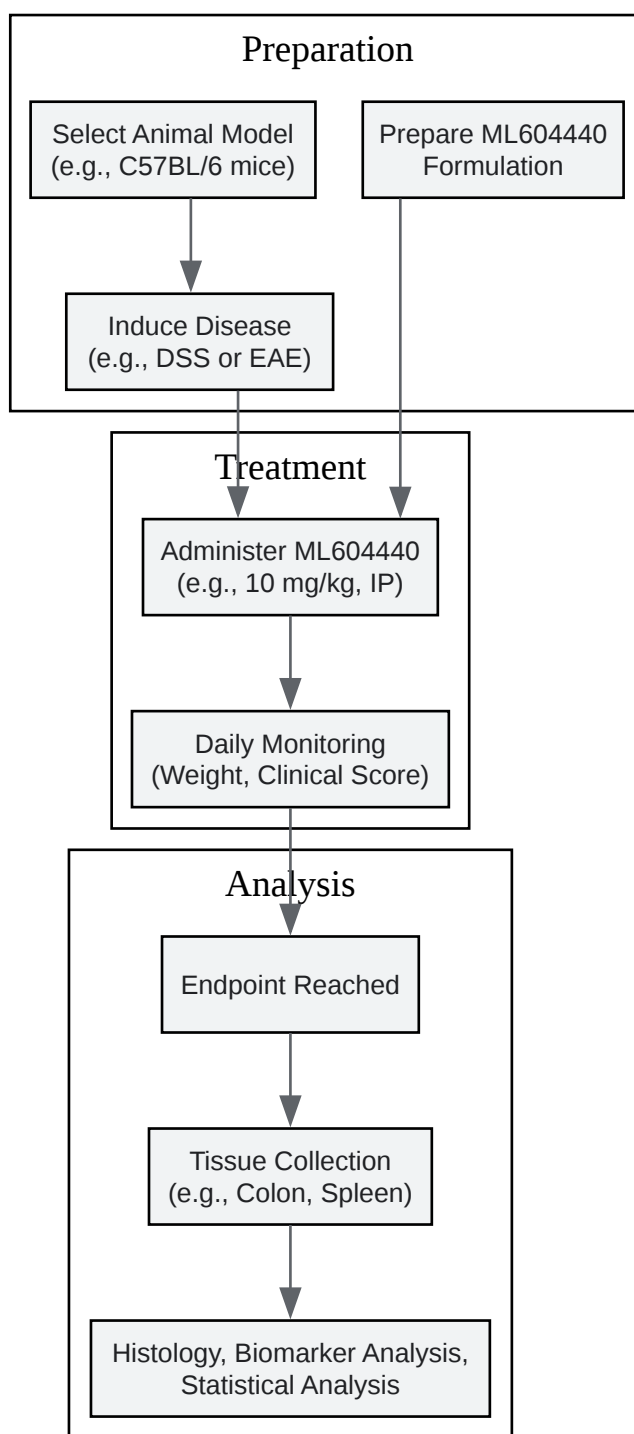 Preparation
Select Animal Model
(e.g., C57BL/6 mice)
Prepare ML604440
Formulation
Induce Disease
(e.g., DSS or EAE)
Treatment
Administer ML604440
(e.g., 10 mg/kg, IP)
Daily Monitoring
(Weight, Clinical Score)
Analysis
Endpoint Reached
Tissue Collection
(e.g., Colon, Spleen)
Histology, Biomarker Analysis,
Statistical Analysis